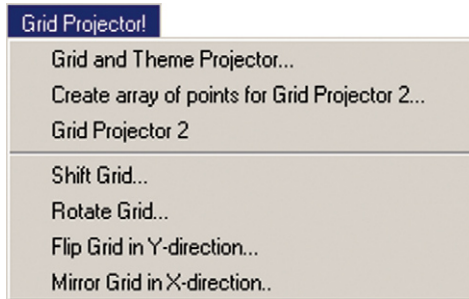 Grid Projector!
Grid and Theme Projector...
Create array of points for Grid Projector 2...
Grid Projector 2
Shift Grid...
Rotate Grid...
Flip Grid in Y-direction...
Mirror Grid in X-direction..